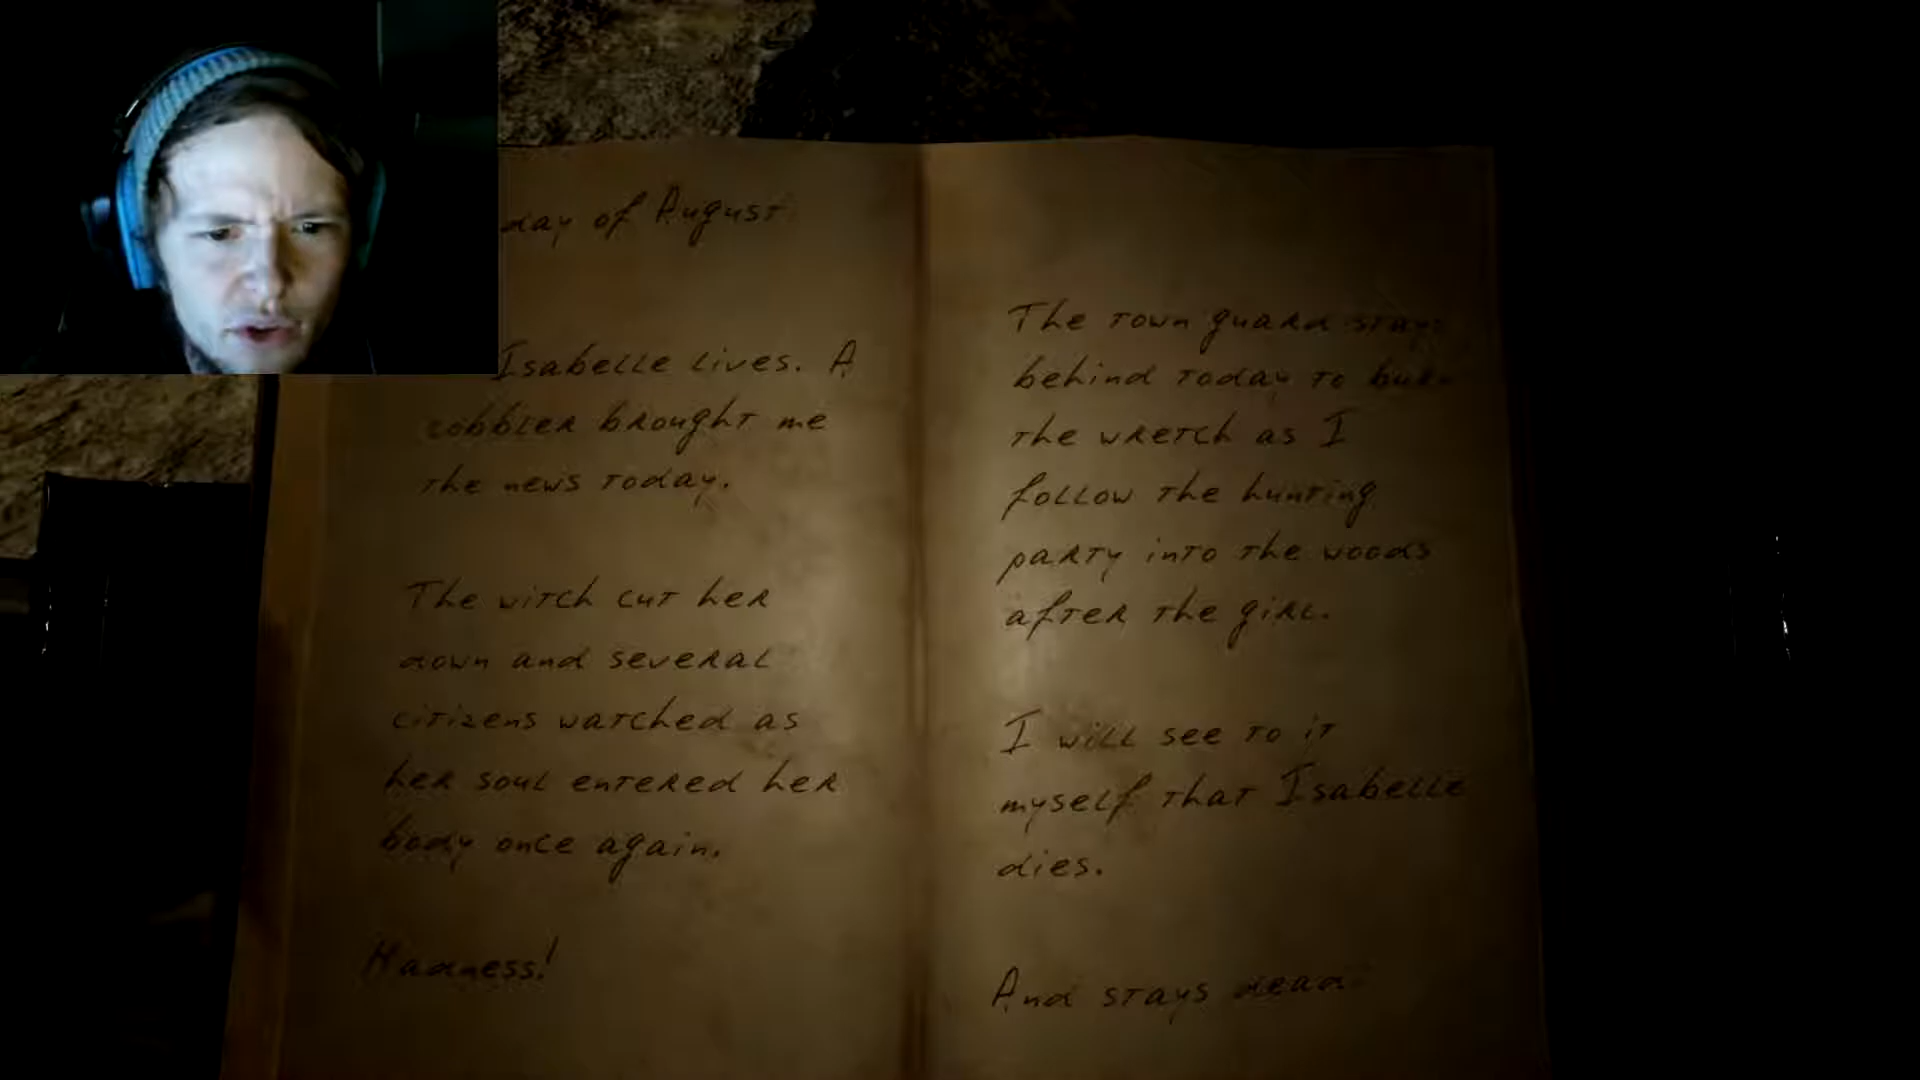 day of August
Isabelle lives. A
cobbler brought me
the news today.
The witch cut her
down and several
citizens watched as
her soul entered her
body once again.
Madness!
The town guard stays
behind today to burn
the wretch as I
follow the hunting
party into the woods
after the girl.
I will see to it
myself that Isabelle
dies.
And stays dead.